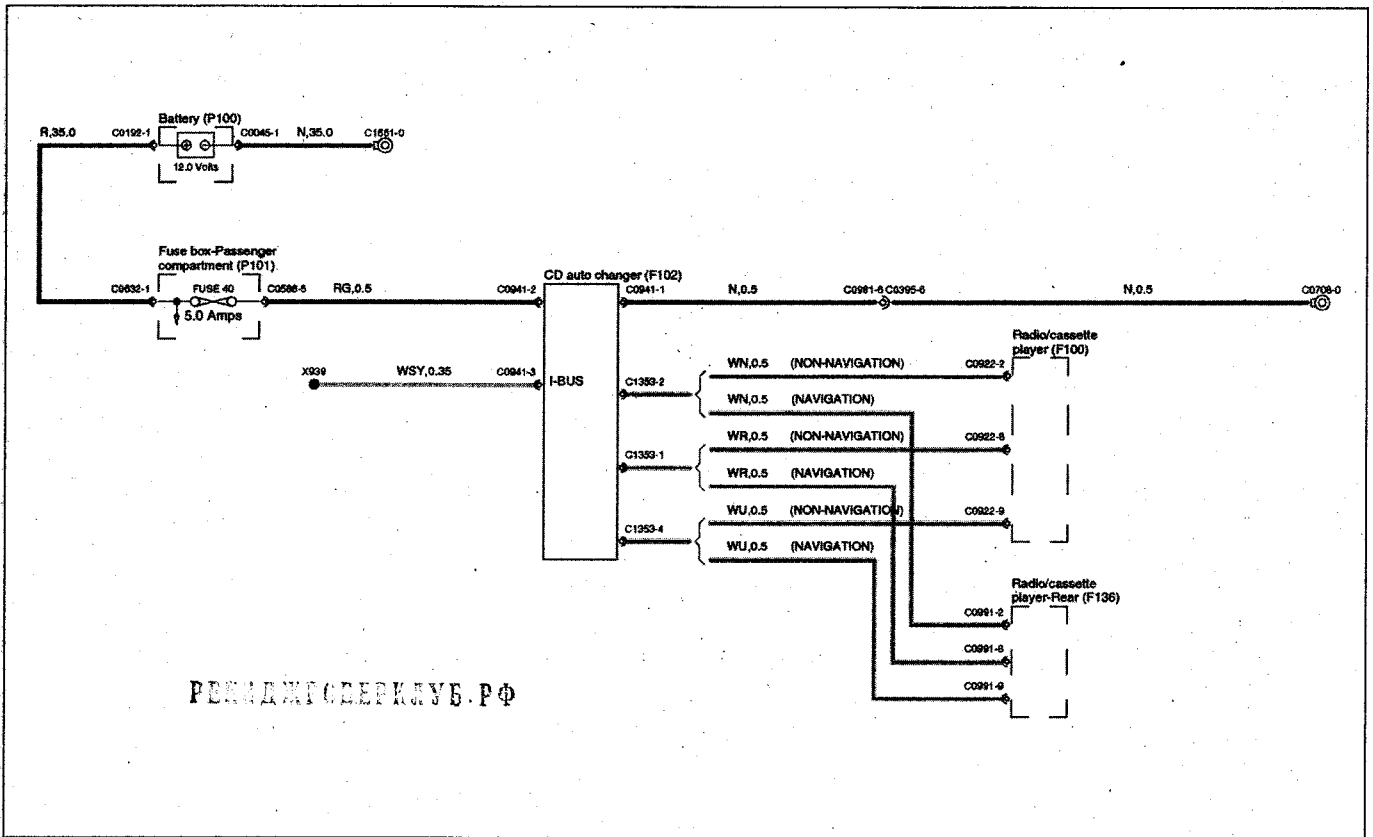 Battery (P100)
R,35.0 C0192-1 C0045-1 N,35.0 C1651-0
12.0 Volts
Fuse box-Passenger
compartment (P101)
C9632-1 FUSE 40 C0586-5 RG,0.5 C0941-2
5.0 Amps
CD auto changer (F102)
C0941-1 N,0.5 C0981-6 C0395-6 N,0.5 C0708-0
X939 WSY,0.35 C0941-3 I-BUS
Radio/cassette
player (F100)
C1353-2 WN,0.5 (NON-NAVIGATION) C0922-2
WN,0.5 (NAVIGATION)
C1353-1 WR,0.5 (NON-NAVIGATION) C0922-8
WR,0.5 (NAVIGATION)
C1353-4 WU,0.5 (NON-NAVIGATION) C0922-9
WU,0.5 (NAVIGATION)
Radio/cassette
player-Rear (F136)
C0991-2
C0991-8
C0991-9